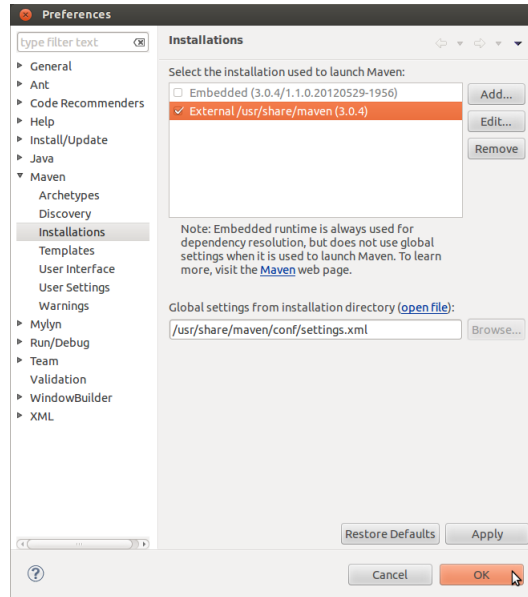 Preferences
type filter text
Installations
General
Ant
Code Recommenders
Help
Install/Update
Java
Maven
Archetypes
Discovery
Installations
Templates
User Interface
User Settings
Warnings
Mylyn
Run/Debug
Team
Validation
WindowBuilder
XML
Select the installation used to launch Maven:
Embedded (3.0.4/1.1.0.20120529-1956)
External /usr/share/maven (3.0.4)
Add...
Edit...
Remove
Note: Embedded runtime is always used for
dependency resolution, but does not use global
settings when it is used to launch Maven. To learn
more, visit the Maven web page.
Global settings from installation directory (open file):
/usr/share/maven/conf/settings.xml
Browse...
Restore Defaults
Apply
?
Cancel
OK